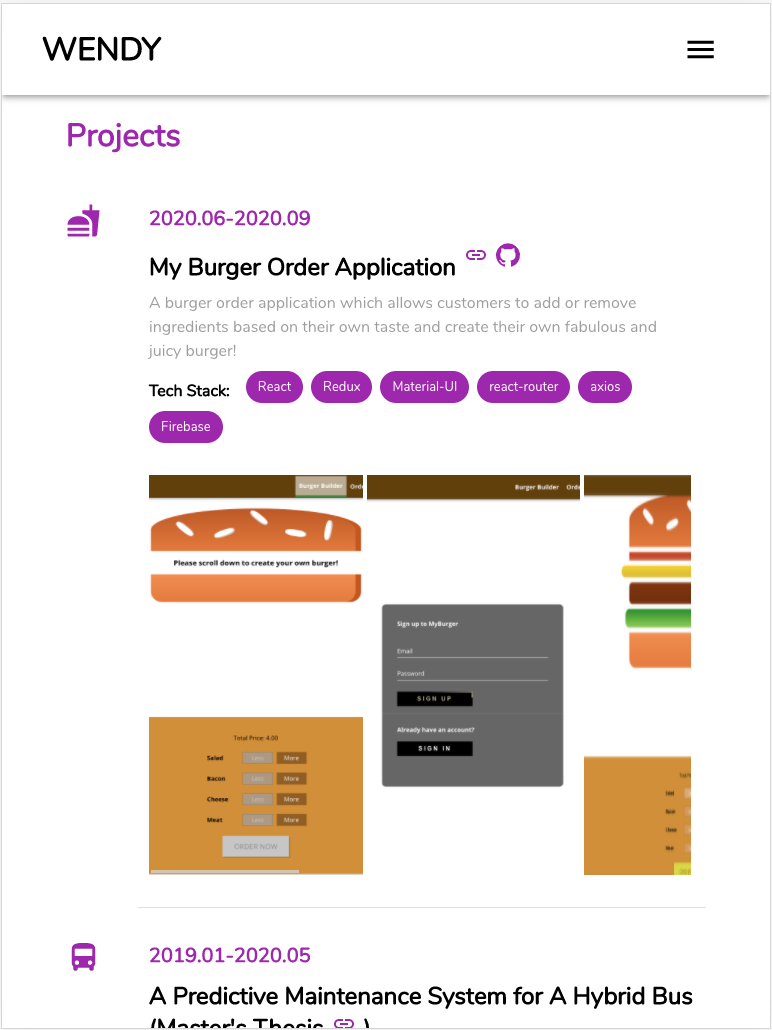 WENDY
Projects
2020.06-2020.09
My Burger Order Application
A burger order application which allows customers to add or remove
ingredients based on their own taste and create their own fabulous and
juicy burger!
Tech Stack: React Redux Material-UI react-router axios
Firebase
Burger Builder Orde
Please scroll down to create your own burger!
Total Price: 4.00
Salad Less More
Bacon Less More
Cheese Less More
Meat Less More
ORDER NOW
Burger Builder Orde
Sign up to MyBurger
Email
Password
SIGN UP
Already have an account?
SIGN IN
2019.01-2020.05
A Predictive Maintenance System for A Hybrid Bus
(Master's Thesis )